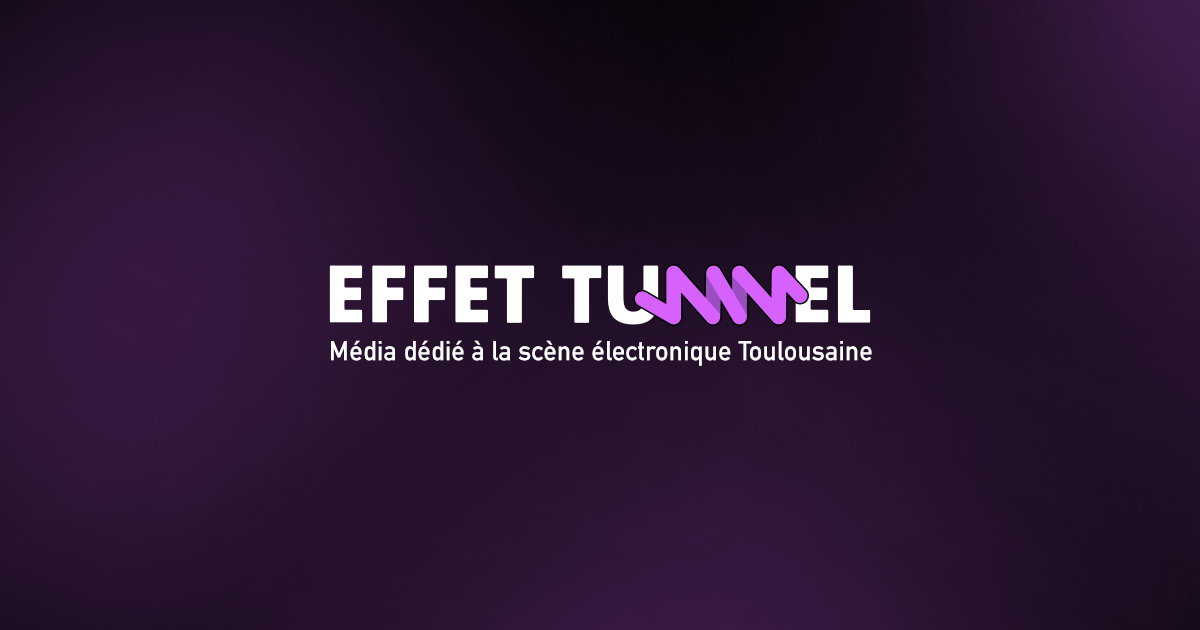 EFFET TUNNEL
Média dédié à la scène électronique Toulousaine